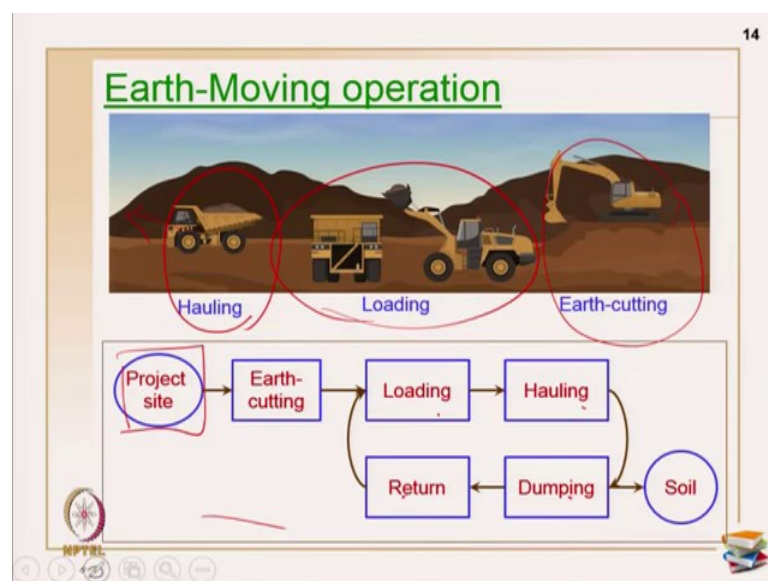 14
Earth-Moving operation
Hauling
Loading
Earth-cutting
Project
site
Earth-
cutting
Loading
Hauling
Return
Dumping
Soil
NPTEL